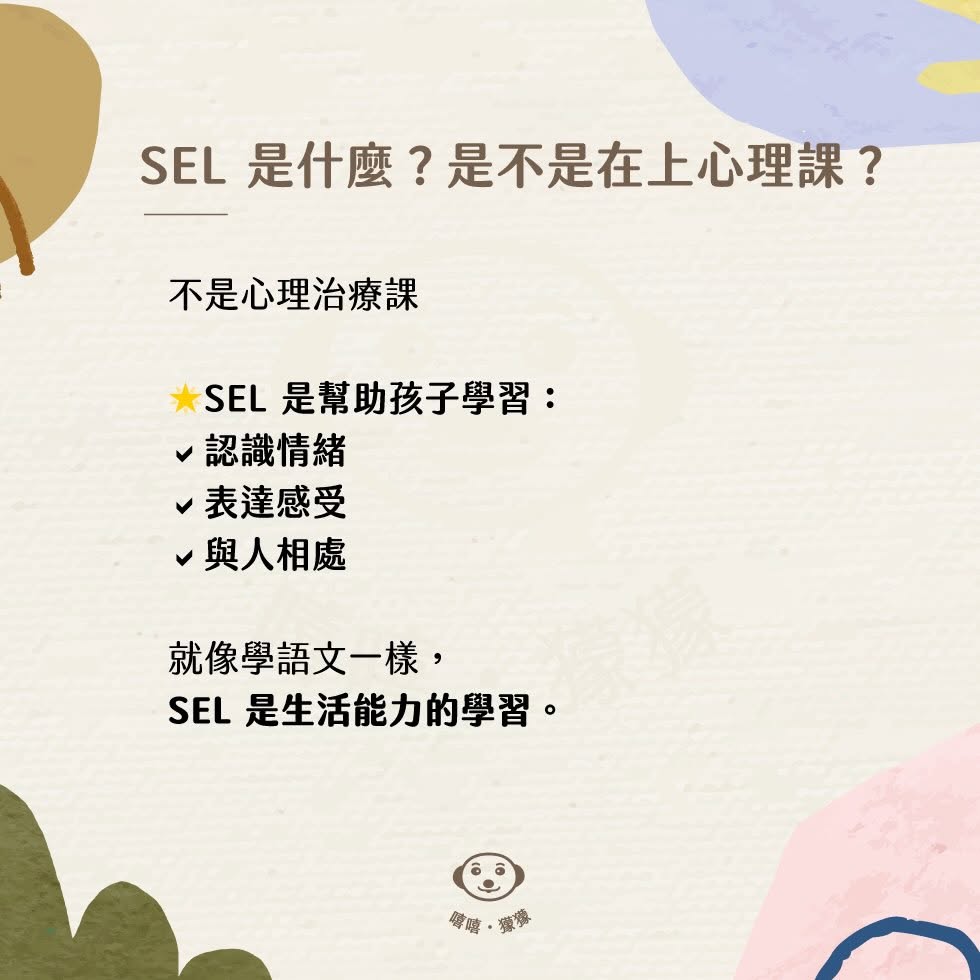 SEL 是什麼？是不是在上心理課？
不是心理治療課
⭐SEL 是幫助孩子學習：
✔ 認識情緒
✔ 表達感受
✔ 與人相處
就像學語文一樣，
SEL 是生活能力的學習。
嘻嘻・獴獴